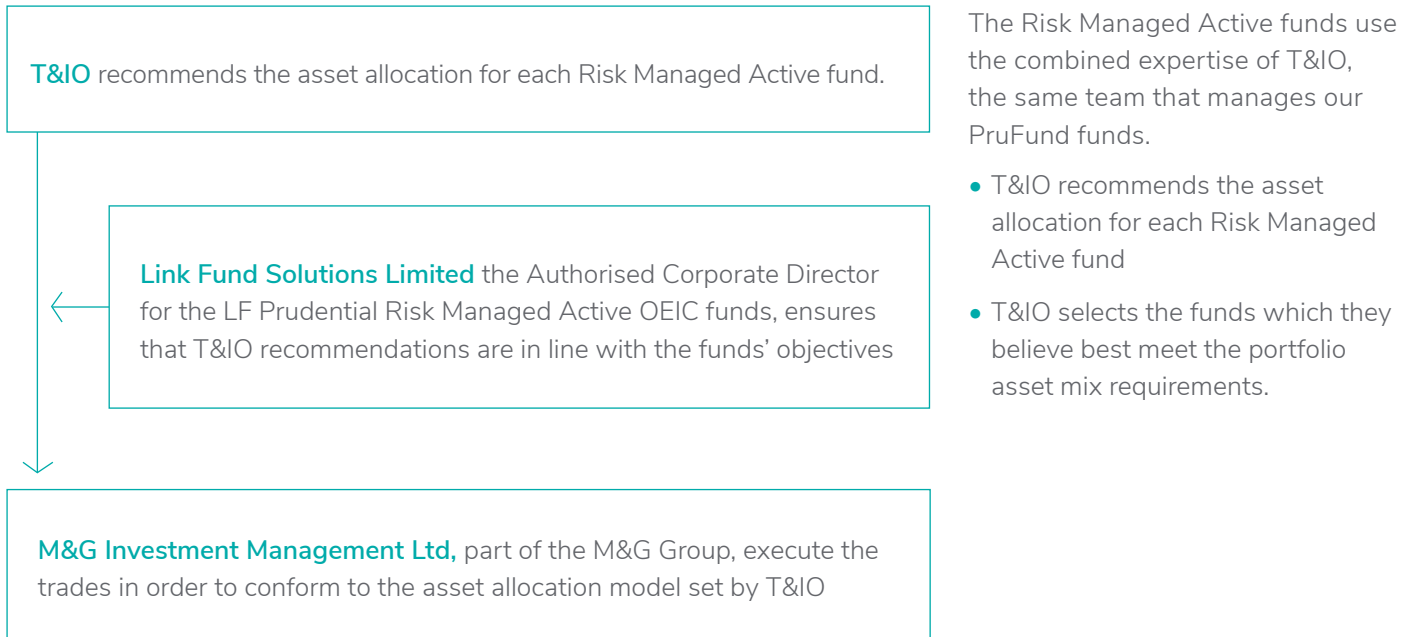 T&IO recommends the asset allocation for each Risk Managed Active fund.
Link Fund Solutions Limited the Authorised Corporate Director
for the LF Prudential Risk Managed Active OEIC funds, ensures
that T&IO recommendations are in line with the funds’ objectives
M&G Investment Management Ltd, part of the M&G Group, execute the
trades in order to conform to the asset allocation model set by T&IO
The Risk Managed Active funds use
the combined expertise of T&IO,
the same team that manages our
PruFund funds.
• T&IO recommends the asset
allocation for each Risk Managed
Active fund
• T&IO selects the funds which they
believe best meet the portfolio
asset mix requirements.